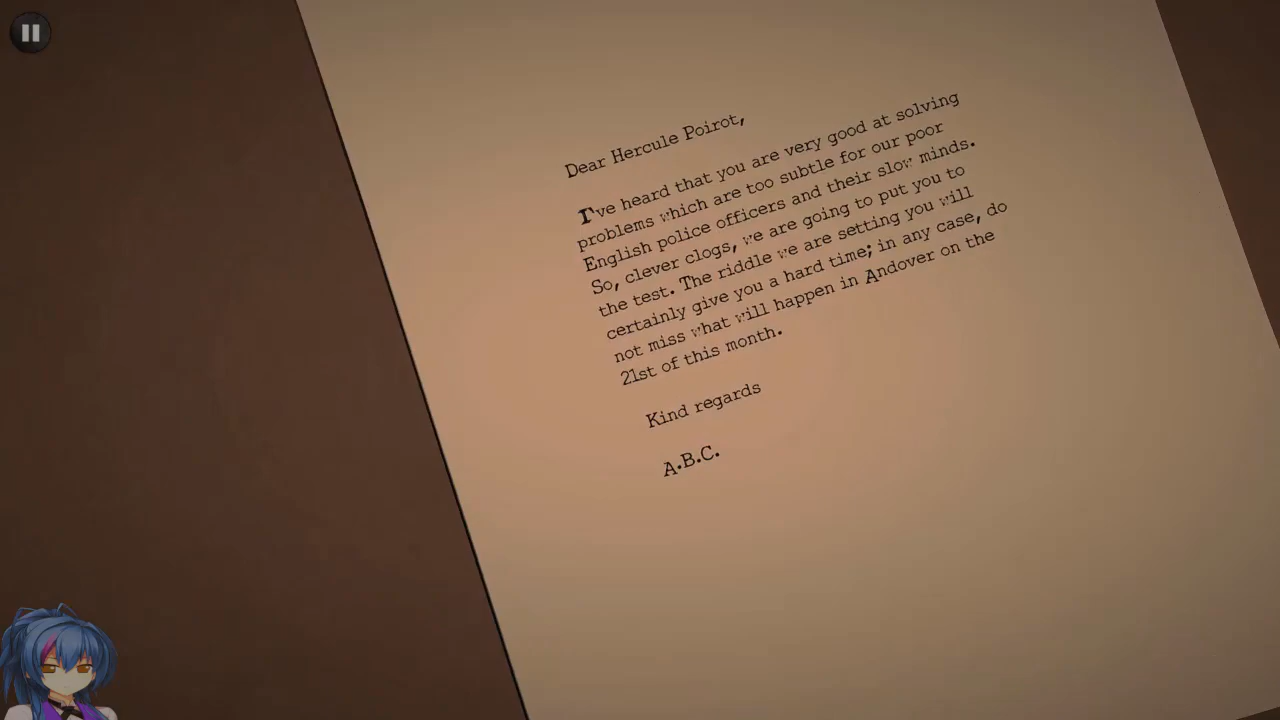 Dear Hercule Poirot,
I've heard that you are very good at solving
problems which are too subtle for our poor
English police officers and their slow minds.
So, clever clogs, we are going to put you to
the test. The riddle we are setting you will
certainly give you a hard time; in any case, do
not miss what will happen in Andover on the
21st of this month.
Kind regards
A.B.C.